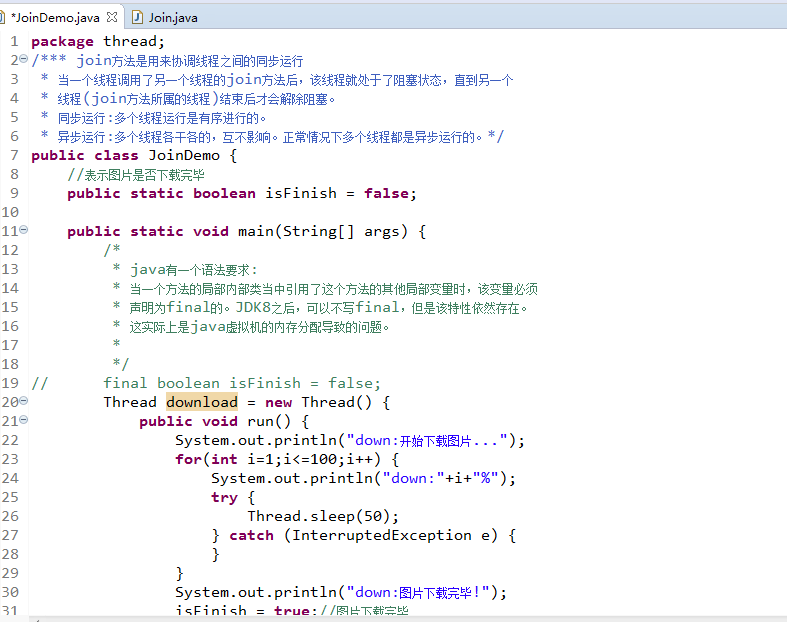 *JoinDemo.java Join.java
1 package thread;
2 /*** join方法是用来协调线程之间的同步运行
3  * 当一个线程调用了另一个线程的join方法后，该线程就处于了阻塞状态，直到另一个
4  * 线程(join方法所属的线程)结束后才会解除阻塞。
5  * 同步运行:多个线程运行是有序进行的。
6  * 异步运行:多个线程各干各的，互不影响。正常情况下多个线程都是异步运行的。*/
7 public class JoinDemo {
8     //表示图片是否下载完毕
9     public static boolean isFinish = false;
10
11     public static void main(String[] args) {
12         /*
13          * java有一个语法要求:
14          * 当一个方法的局部内部类当中引用了这个方法的其他局部变量时，该变量必须
15          * 声明为final的。JDK8之后，可以不写final，但是该特性依然存在。
16          * 这实际上是java虚拟机的内存分配导致的问题。
17          *
18          */
19 //      final boolean isFinish = false;
20         Thread download = new Thread() {
21             public void run() {
22                 System.out.println("down:开始下载图片...");
23                 for(int i=1;i<=100;i++) {
24                     System.out.println("down:"+i+"%");
25                     try {
26                         Thread.sleep(50);
27                     } catch (InterruptedException e) {
28                     }
29                 }
30                 System.out.println("down:图片下载完毕!");
31                 isFinish = true;//图片下载完毕